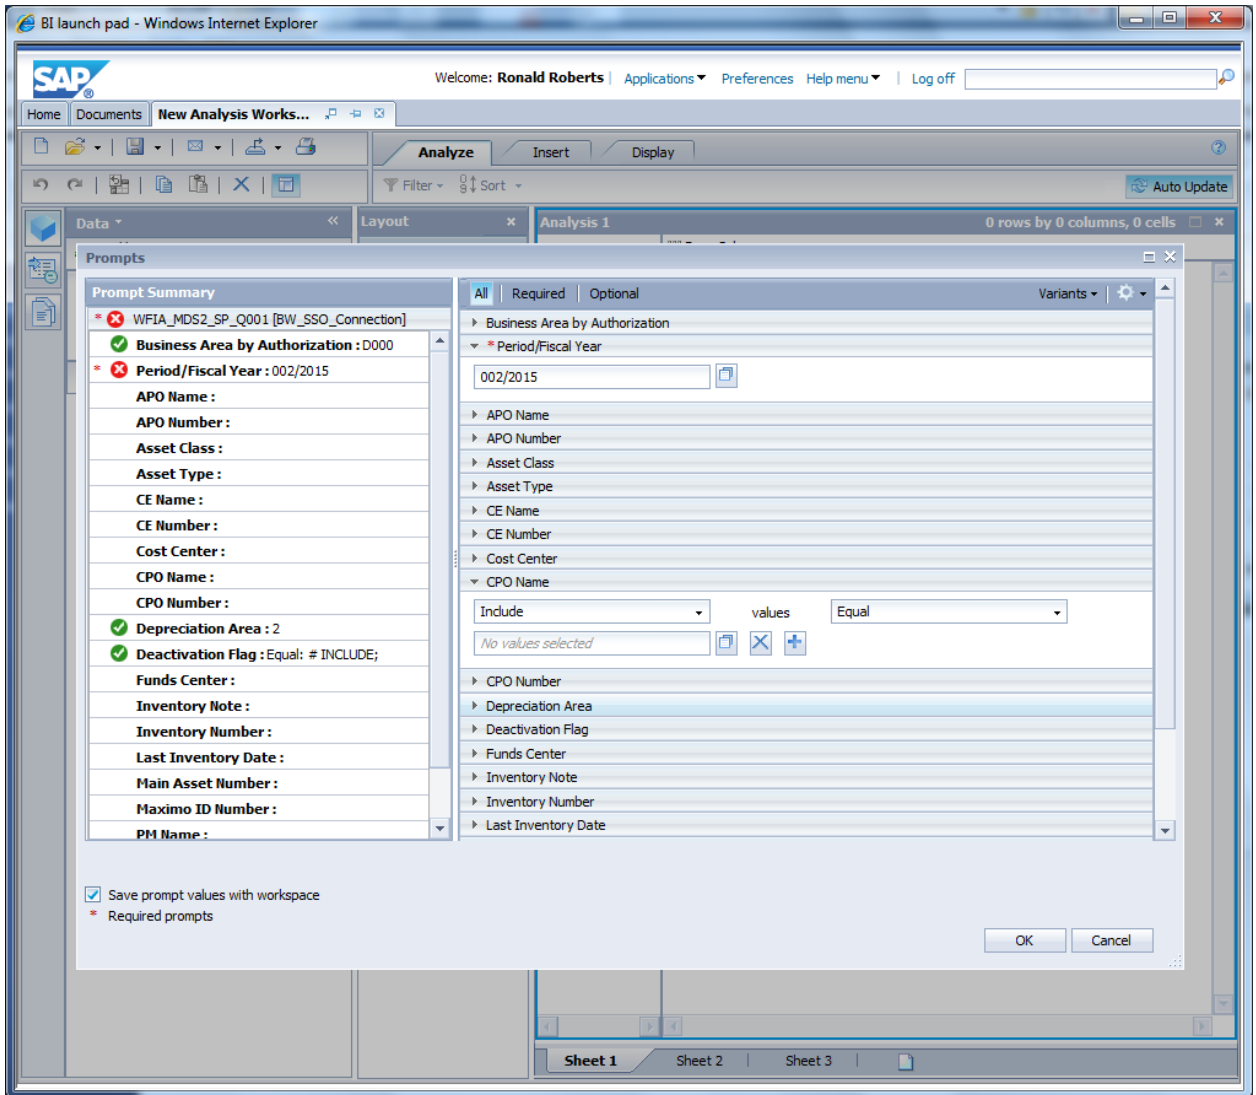 BI launch pad - Windows Internet Explorer
SAP
Welcome: Ronald Roberts | Applications Preferences Help menu | Log off
Home Documents New Analysis Works...
Analyze Insert Display
Filter Sort
Auto Update
Data Layout Analysis 1 0 rows by 0 columns, 0 cells
Prompts
Prompt Summary
* WFIA_MDS2_SP_Q001 [BW_SSO_Connection]
Business Area by Authorization : D000
* Period/Fiscal Year : 002/2015
APO Name :
APO Number :
Asset Class :
Asset Type :
CE Name :
CE Number :
Cost Center :
CPO Name :
CPO Number :
Depreciation Area : 2
Deactivation Flag : Equal: # INCLUDE;
Funds Center :
Inventory Note :
Inventory Number :
Last Inventory Date :
Main Asset Number :
Maximo ID Number :
PM Name :
All Required Optional Variants
Business Area by Authorization
* Period/Fiscal Year
002/2015
APO Name
APO Number
Asset Class
Asset Type
CE Name
CE Number
Cost Center
CPO Name
Include values Equal
No values selected
CPO Number
Depreciation Area
Deactivation Flag
Funds Center
Inventory Note
Inventory Number
Last Inventory Date
Save prompt values with workspace
* Required prompts
OK Cancel
Sheet 1 Sheet 2 | Sheet 3 |